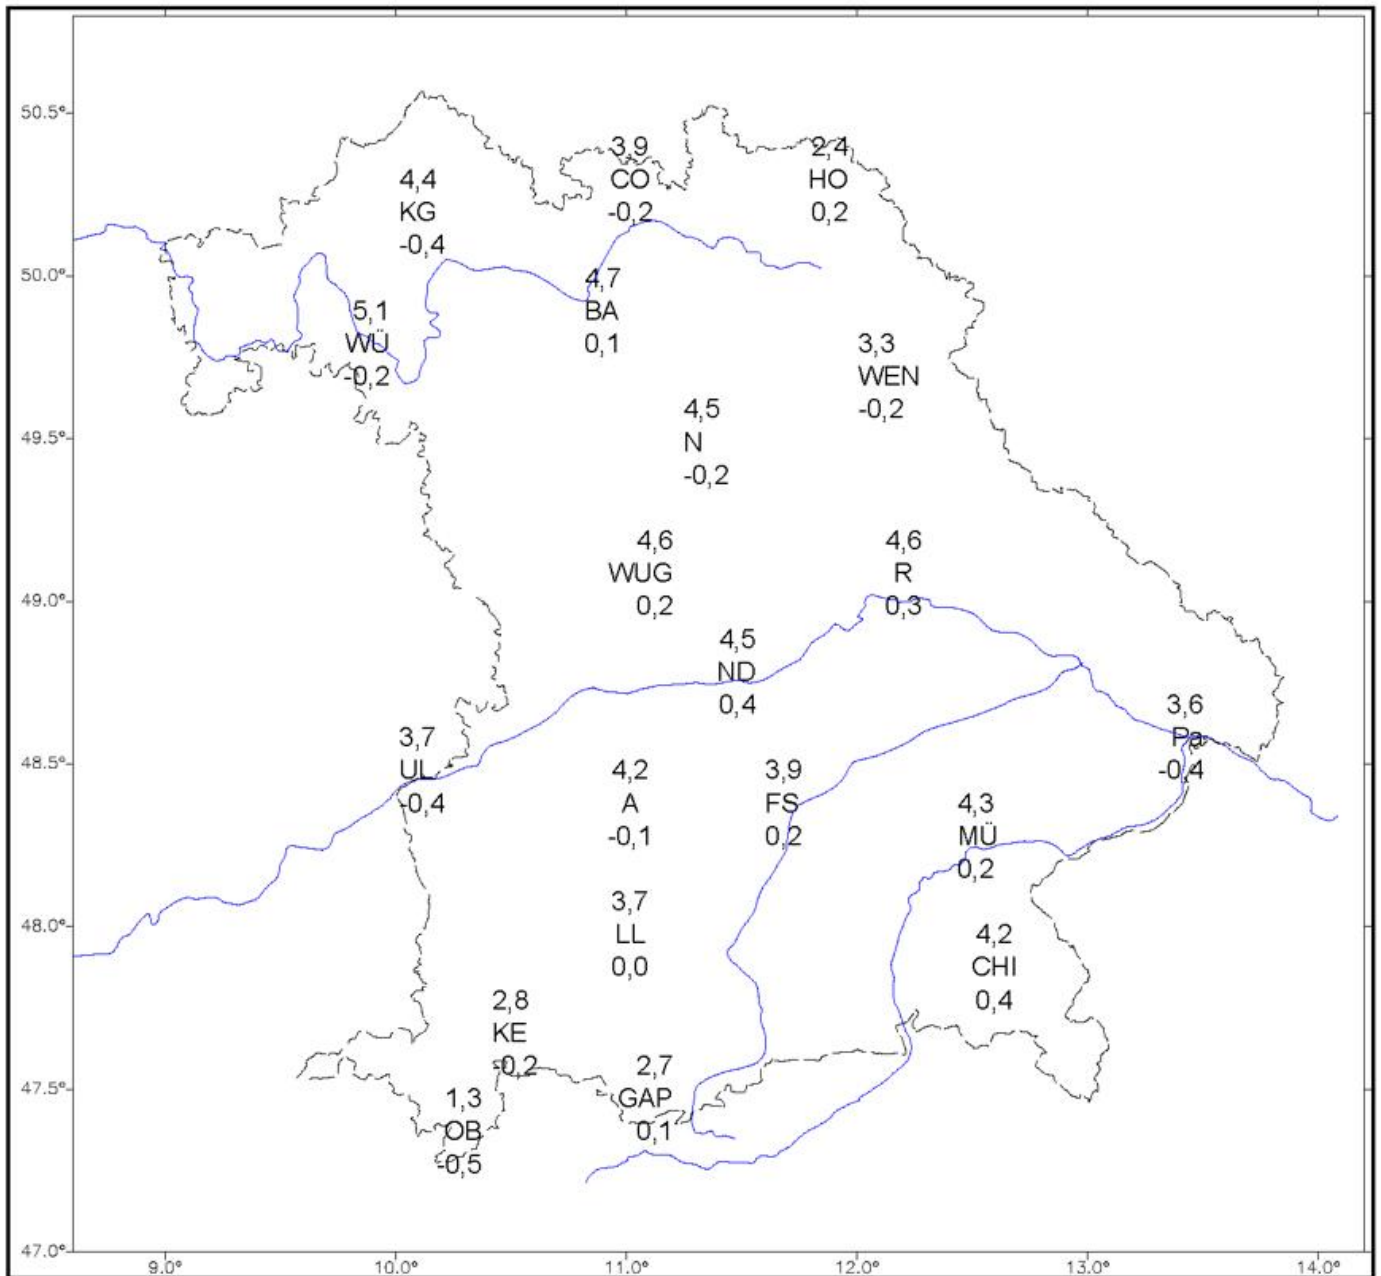 50.5°
3,9
CO
-0,2
2,4
HO
0,2
4,4
KG
-0,4
50.0°
4,7
BA
0,1
5,1
WÜ
-0,2
3,3
WEN
-0,2
49.5°
4,5
N
-0,2
4,6
WUG
0,2
4,6
R
0,3
49.0°
4,5
ND
0,4
3,6
Pa
-0,4
3,7
UL
-0,4
48.5°
4,2
A
-0,1
3,9
FS
0,2
4,3
MÜ
0,2
3,7
LL
0,0
48.0°
4,2
CHI
0,4
2,8
KE
-0,2
47.5°
2,7
GAP
0,1
1,3
OB
-0,5
47.0°
9.0° 10.0° 11.0° 12.0° 13.0° 14.0°